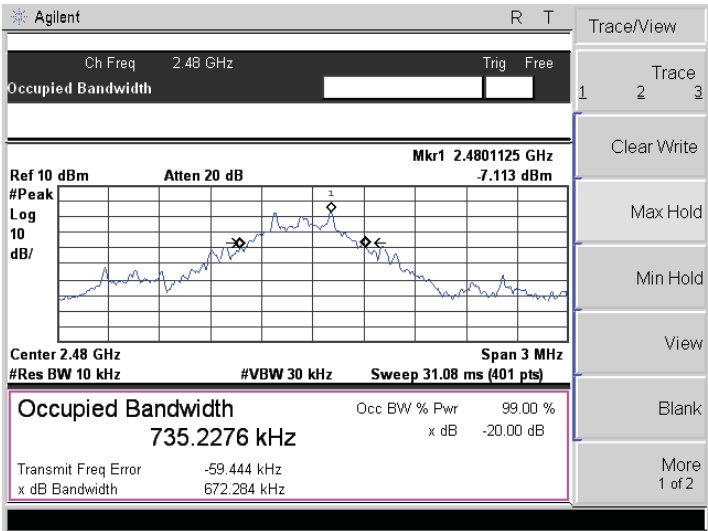 Agilent R T
Ch Freq 2.48 GHz Trig Free
Occupied Bandwidth
Mkr1 2.4801125 GHz
Ref 10 dBm Atten 20 dB -7.113 dBm
#Peak
Log
10
dB/
1
Center 2.48 GHz Span 3 MHz
#Res BW 10 kHz #VBW 30 kHz Sweep 31.08 ms (401 pts)
Occupied Bandwidth
735.2276 kHz
Occ BW % Pwr 99.00 %
x dB -20.00 dB
Transmit Freq Error -59.444 kHz
x dB Bandwidth 672.284 kHz
Trace/View
Trace
1 2 3
Clear Write
Max Hold
Min Hold
View
Blank
More
1 of 2